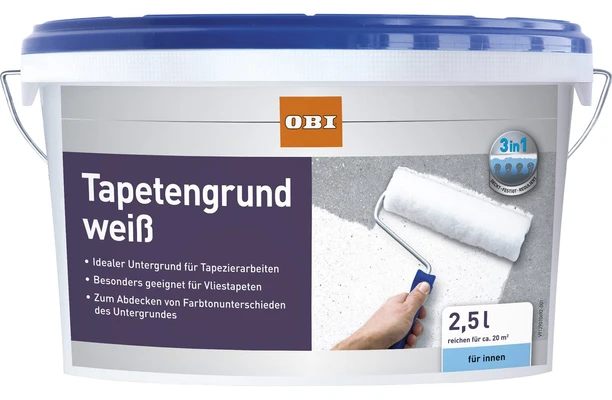 OBI
3in1
Tapetengrund
weiß
• Idealer Untergrund für Tapezierarbeiten
• Besonders geeignet für Vliestapeten
• Zum Abdecken von Farbtonunterschieden
des Untergrundes
2,5 l
reichen für ca. 20 m²
für innen